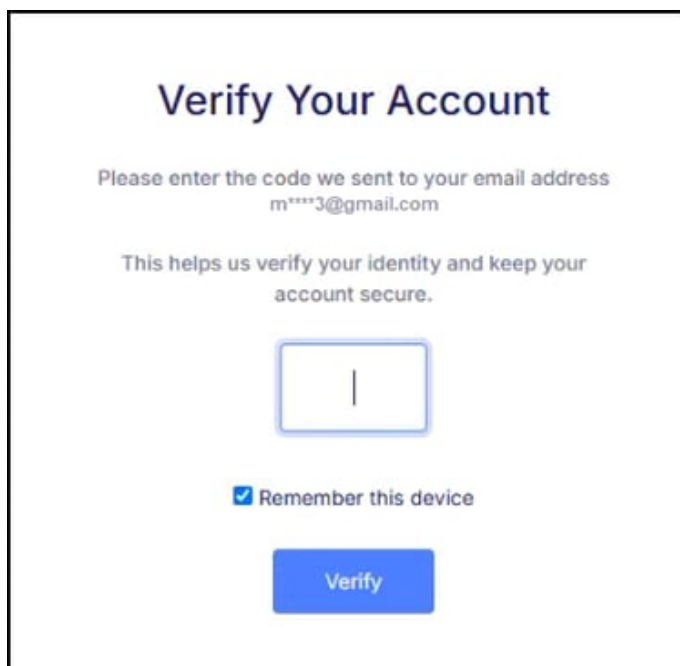 Verify Your Account
Please enter the code we sent to your email address
m****3@gmail.com
This helps us verify your identity and keep your
account secure.
Remember this device
Verify